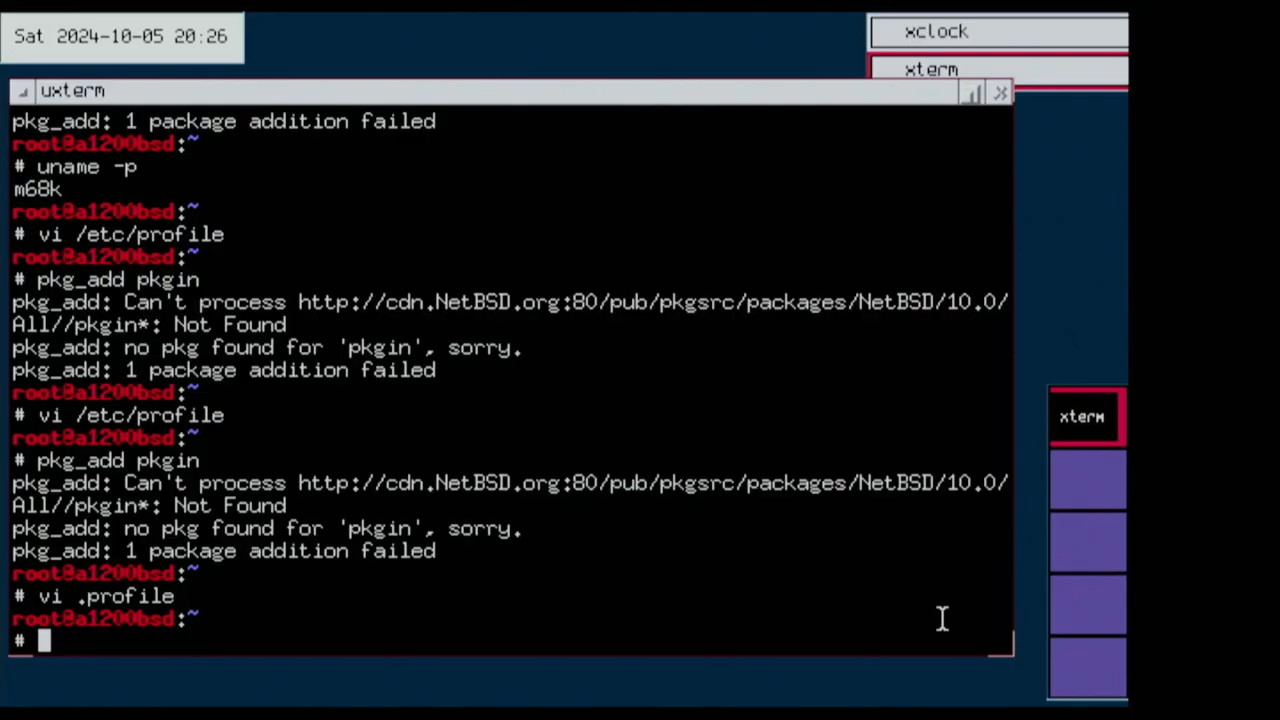 Sat 2024-10-05 20:26
xclock
xterm
uxterm
pkg_add: 1 package addition failed
root@a1200bsd:~
# uname -p
m68k
root@a1200bsd:~
# vi /etc/profile
root@a1200bsd:~
# pkg_add pkgin
pkg_add: Can't process http://cdn.NetBSD.org:80/pub/pkgsrc/packages/NetBSD/10.0/
All//pkgin*: Not Found
pkg_add: no pkg found for 'pkgin', sorry.
pkg_add: 1 package addition failed
root@a1200bsd:~
# vi /etc/profile
root@a1200bsd:~
# pkg_add pkgin
pkg_add: Can't process http://cdn.NetBSD.org:80/pub/pkgsrc/packages/NetBSD/10.0/
All//pkgin*: Not Found
pkg_add: no pkg found for 'pkgin', sorry.
pkg_add: 1 package addition failed
root@a1200bsd:~
# vi .profile
root@a1200bsd:~
#
xterm